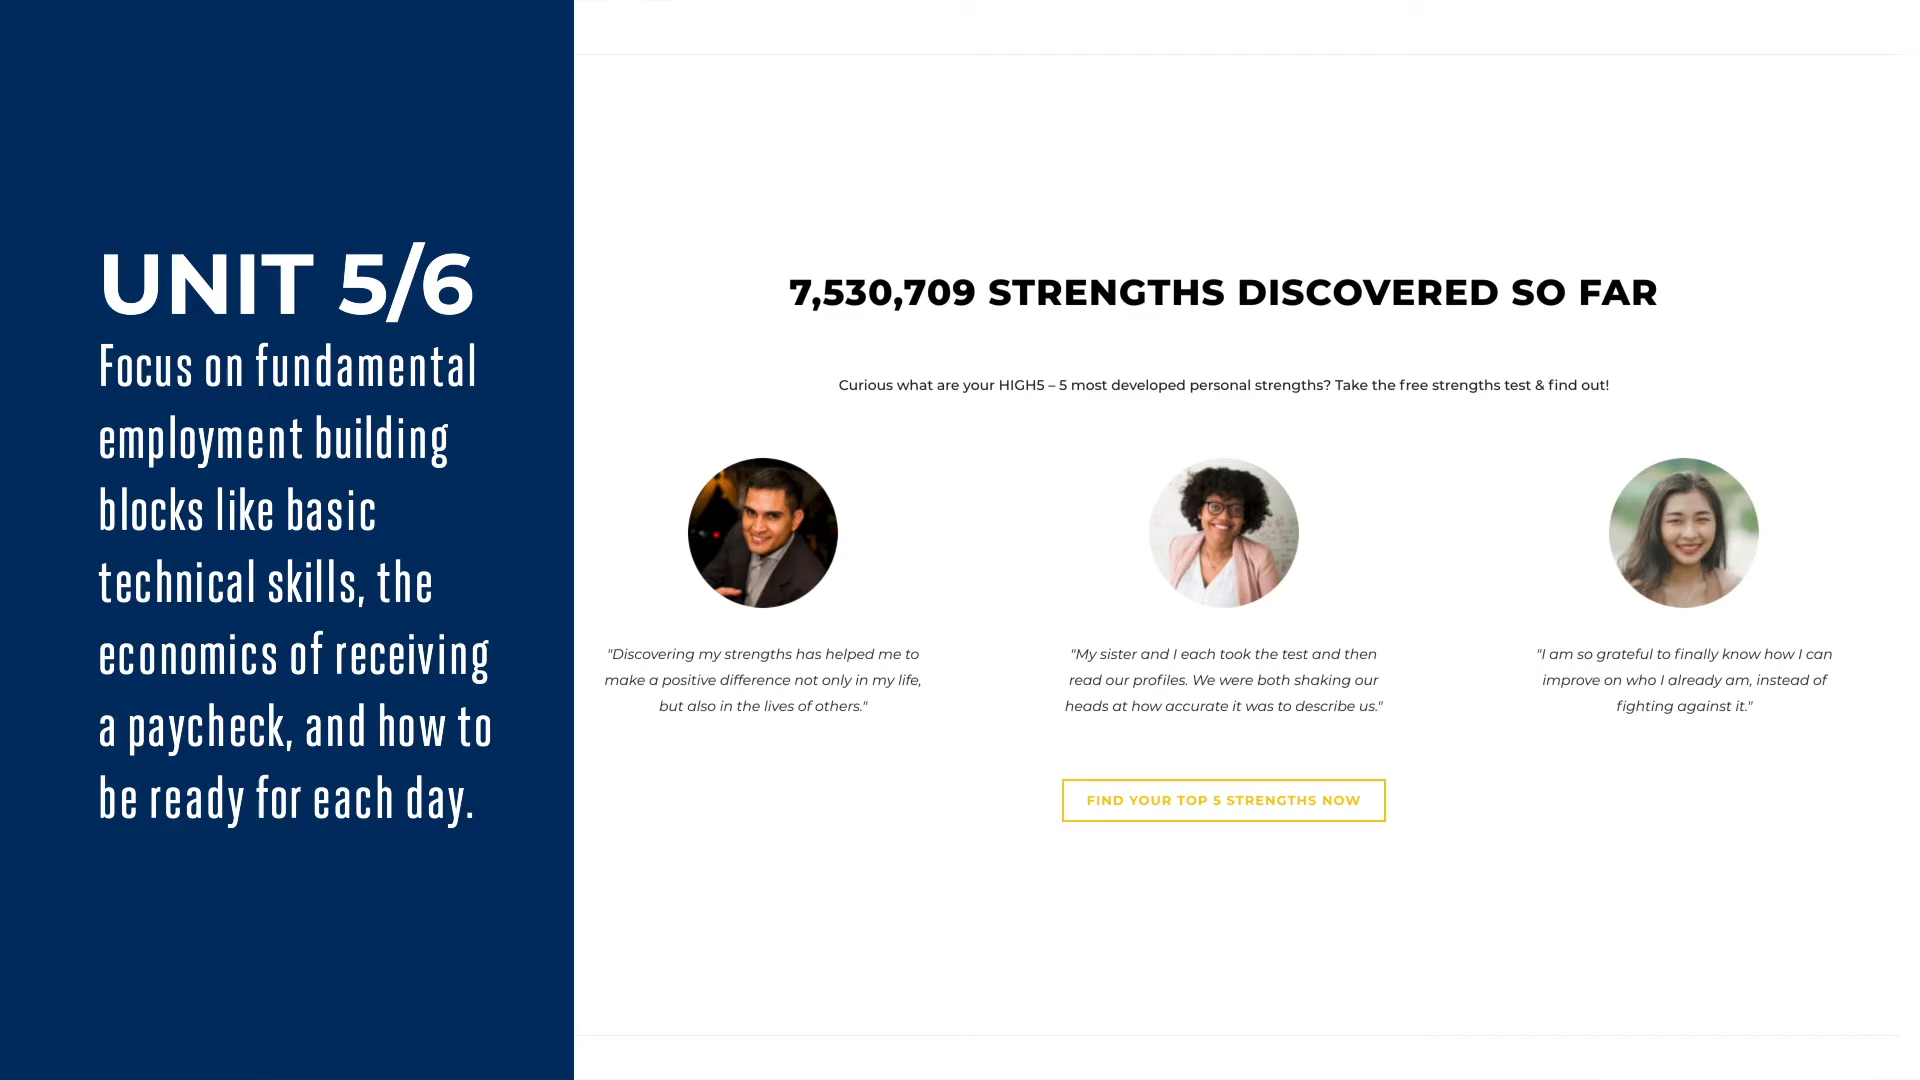 UNIT 5/6
Focus on fundamental
employment building
blocks like basic
technical skills, the
economics of receiving
a paycheck, and how to
be ready for each day.
7,530,709 STRENGTHS DISCOVERED SO FAR
Curious what are your HIGH5 – 5 most developed personal strengths? Take the free strengths test & find out!
"Discovering my strengths has helped me to
make a positive difference not only in my life,
but also in the lives of others."
"My sister and I each took the test and then
read our profiles. We were both shaking our
heads at how accurate it was to describe us."
"I am so grateful to finally know how I can
improve on who I already am, instead of
fighting against it."
FIND YOUR TOP 5 STRENGTHS NOW